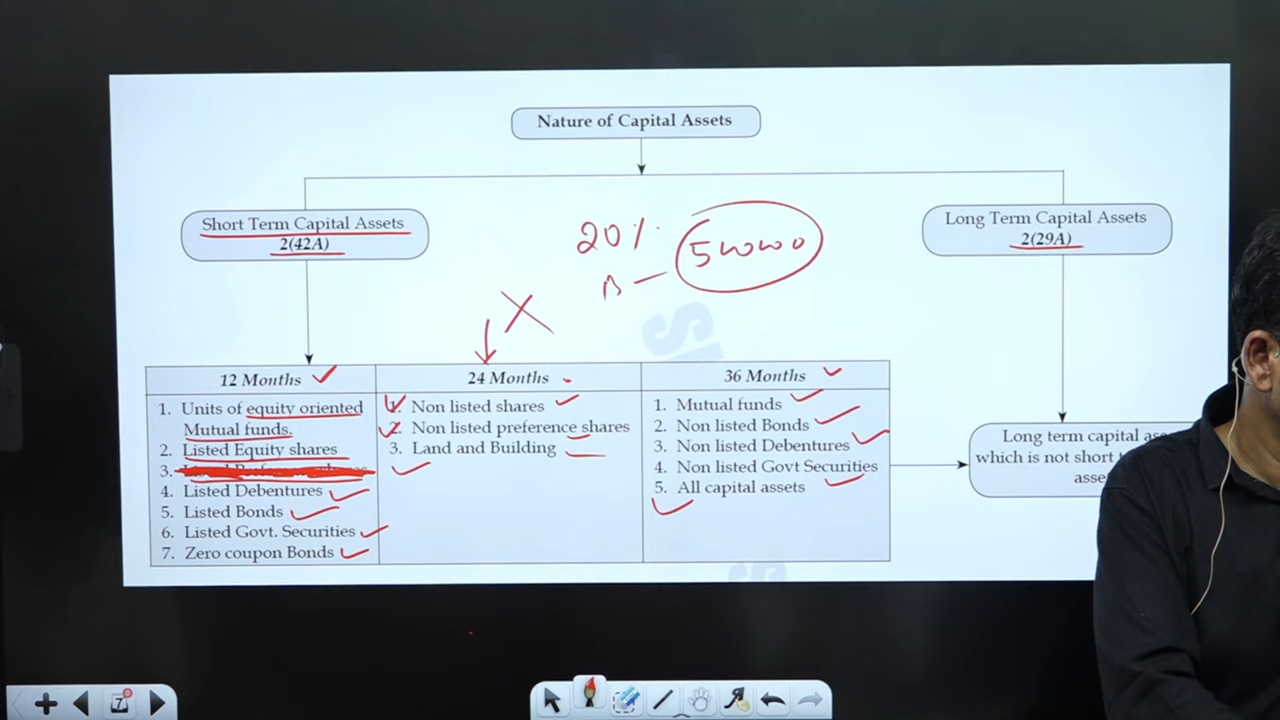 Nature of Capital Assets
Short Term Capital Assets
2(42A)
Long Term Capital Assets
2(29A)
20%
12 Months
24 Months
36 Months
1. Units of equity oriented
Mutual funds.
2. Listed Equity shares
3.
4. Listed Debentures
5. Listed Bonds
6. Listed Govt. Securities
7. Zero coupon Bonds
1. Non listed shares
2. Non listed preference shares
3. Land and Building
1. Mutual funds
2. Non listed Bonds
3. Non listed Debentures
4. Non listed Govt Securities
5. All capital assets
Long term capital
which is not short
7